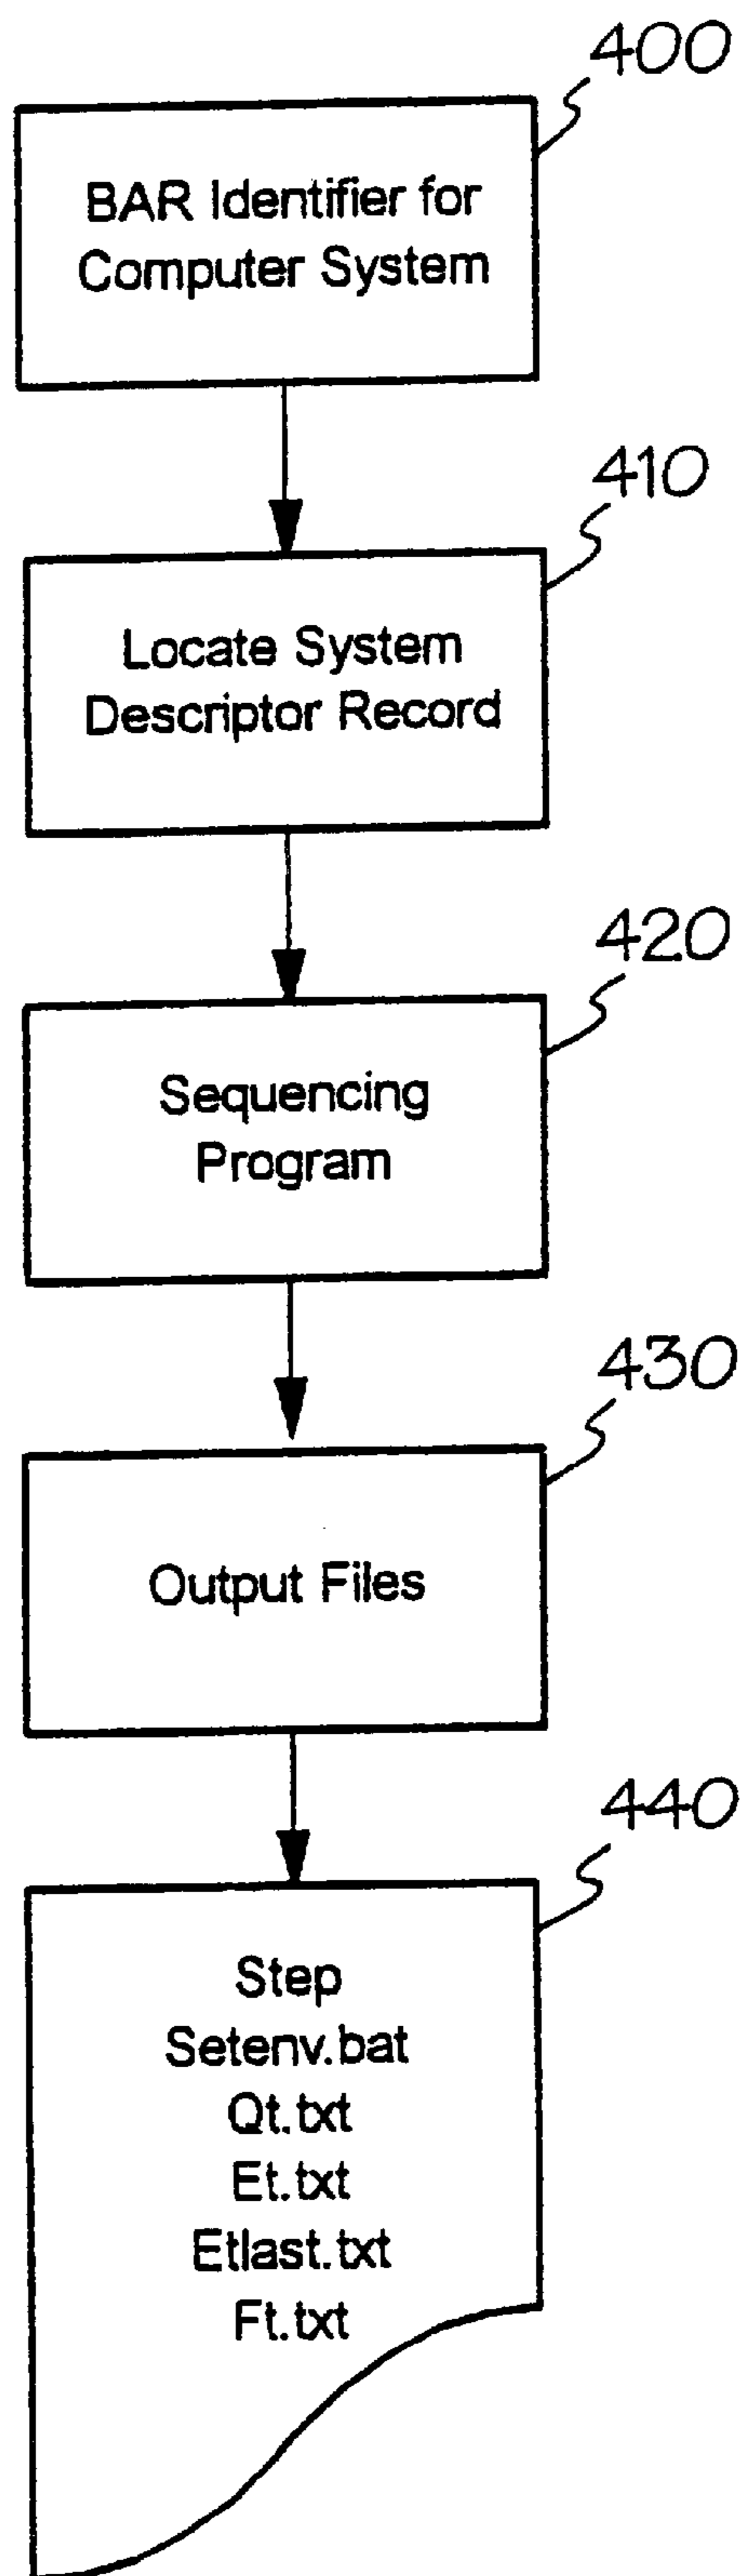 400
BAR Identifier for
Computer System
410
Locate System
Descriptor Record
420
Sequencing
Program
430
Output Files
440
Step
Setenv.bat
Qt.txt
Et.txt
Etlast.txt
Ft.txt